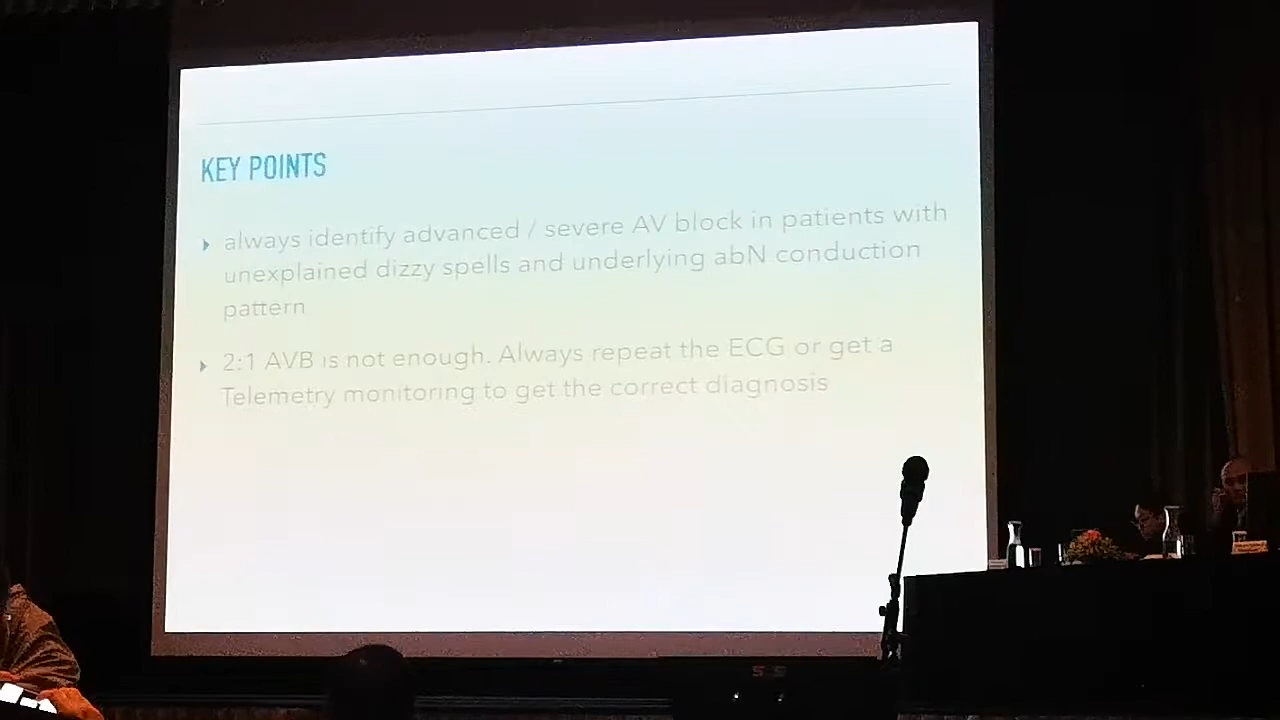 KEY POINTS
always identify advanced / severe AV block in patients with
unexplained dizzy spells and underlying abN conduction
pattern
2:1 AVB is not enough. Always repeat the ECG or get a
Telemetry monitoring to get the correct diagnosis